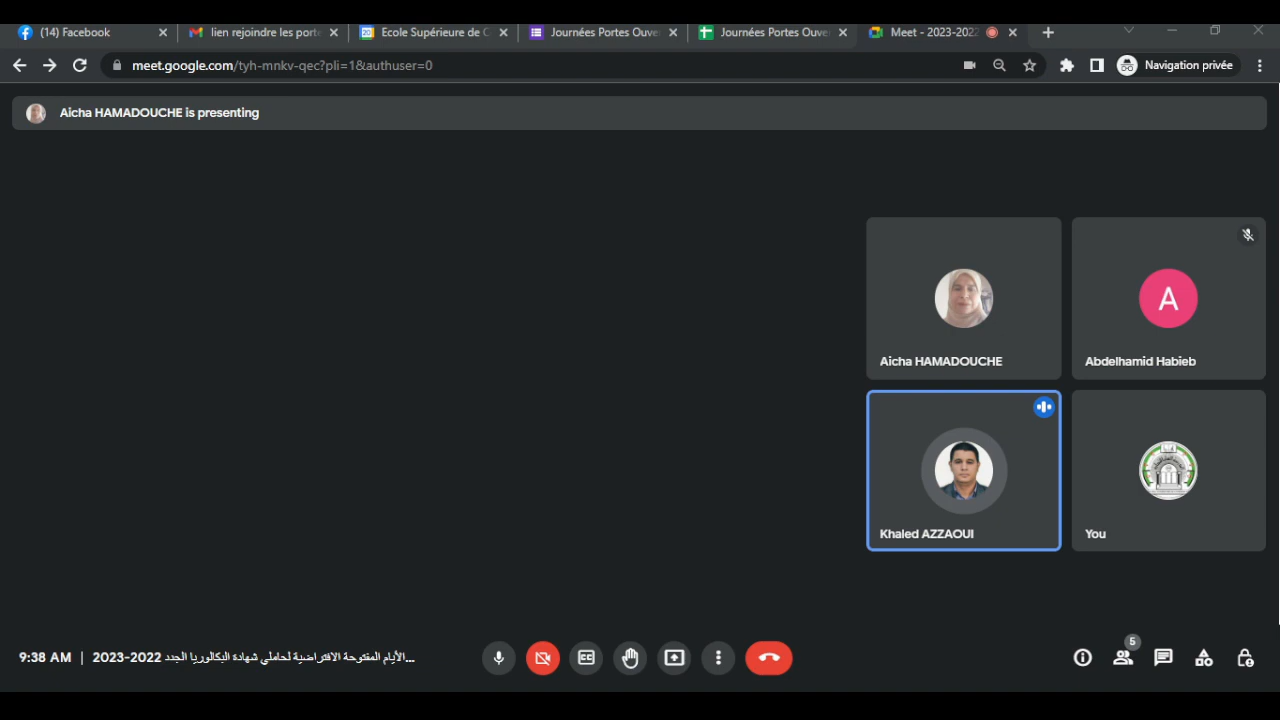 (14) Facebook
lien rejoindre les porte
Ecole Supérieure de C
Journées Portes Ouve
Journées Portes Ouve
Meet - 2023-2022
meet.google.com/tyh-mnkv-qec?pli=1&authuser=0
Navigation privée
Aicha HAMADOUCHE is presenting
A
Aicha HAMADOUCHE
Abdelhamid Habieb
Khaled AZZAOUI
You
5
9:38 AM | 2023-2022 الأيام المفتوحة الافتراضية لحاملي شهادة البكالوريا الجدد...